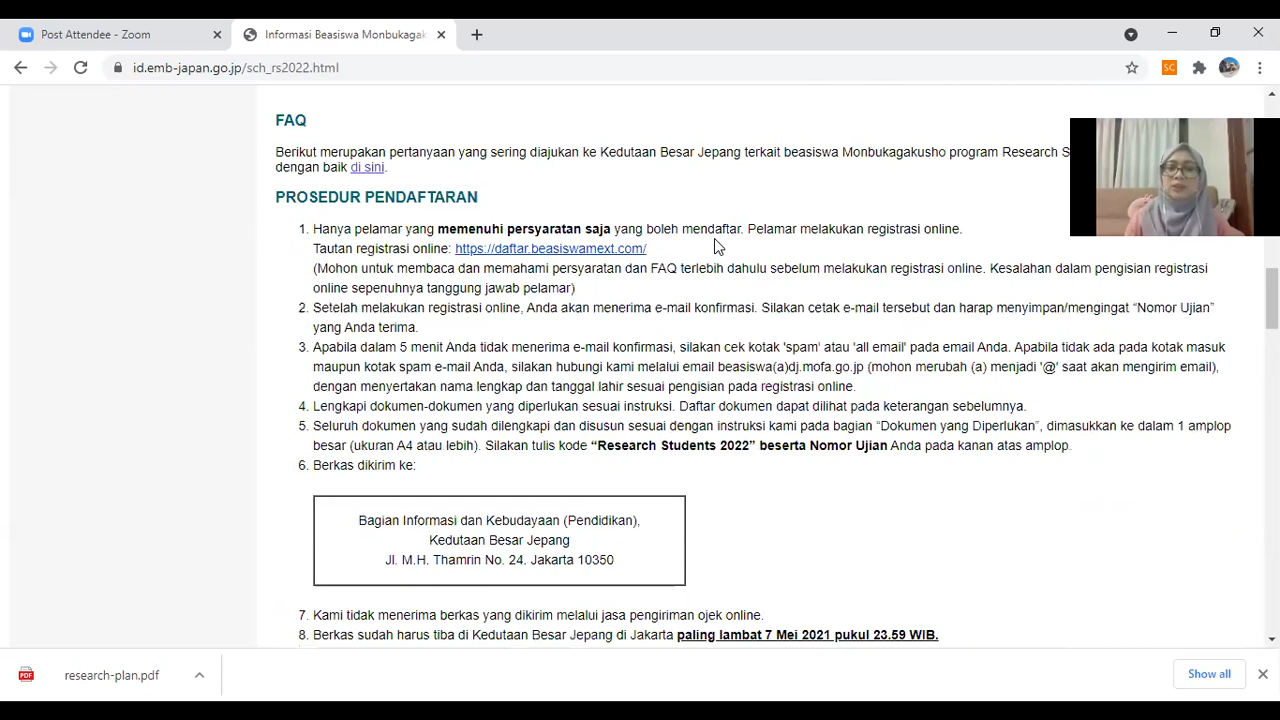 Post Attendee - Zoom
Informasi Beasiswa Monbukagak
id.emb-japan.go.jp/sch_rs2022.html
SC
FAQ
Berikut merupakan pertanyaan yang sering diajukan ke Kedutaan Besar Jepang terkait beasiswa Monbukagakusho program Research S
dengan baik di sini.
PROSEDUR PENDAFTARAN
1. Hanya pelamar yang memenuhi persyaratan saja yang boleh mendaftar. Pelamar melakukan registrasi online.
Tautan registrasi online: https://daftar.beasiswamext.com/
(Mohon untuk membaca dan memahami persyaratan dan FAQ terlebih dahulu sebelum melakukan registrasi online. Kesalahan dalam pengisian registrasi
online sepenuhnya tanggung jawab pelamar)
2. Setelah melakukan registrasi online, Anda akan menerima e-mail konfirmasi. Silakan cetak e-mail tersebut dan harap menyimpan/mengingat “Nomor Ujian”
yang Anda terima.
3. Apabila dalam 5 menit Anda tidak menerima e-mail konfirmasi, silakan cek kotak 'spam' atau 'all email' pada email Anda. Apabila tidak ada pada kotak masuk
maupun kotak spam e-mail Anda, silakan hubungi kami melalui email beasiswa(a)dj.mofa.go.jp (mohon merubah (a) menjadi '@' saat akan mengirim email),
dengan menyertakan nama lengkap dan tanggal lahir sesuai pengisian pada registrasi online.
4. Lengkapi dokumen-dokumen yang diperlukan sesuai instruksi. Daftar dokumen dapat dilihat pada keterangan sebelumnya.
5. Seluruh dokumen yang sudah dilengkapi dan disusun sesuai dengan instruksi kami pada bagian “Dokumen yang Diperlukan”, dimasukkan ke dalam 1 amplop
besar (ukuran A4 atau lebih). Silakan tulis kode “Research Students 2022” beserta Nomor Ujian Anda pada kanan atas amplop.
6. Berkas dikirim ke:
Bagian Informasi dan Kebudayaan (Pendidikan),
Kedutaan Besar Jepang
Jl. M.H. Thamrin No. 24. Jakarta 10350
7. Kami tidak menerima berkas yang dikirim melalui jasa pengiriman ojek online.
8. Berkas sudah harus tiba di Kedutaan Besar Jepang di Jakarta paling lambat 7 Mei 2021 pukul 23.59 WIB.
PDF
research-plan.pdf
Show all